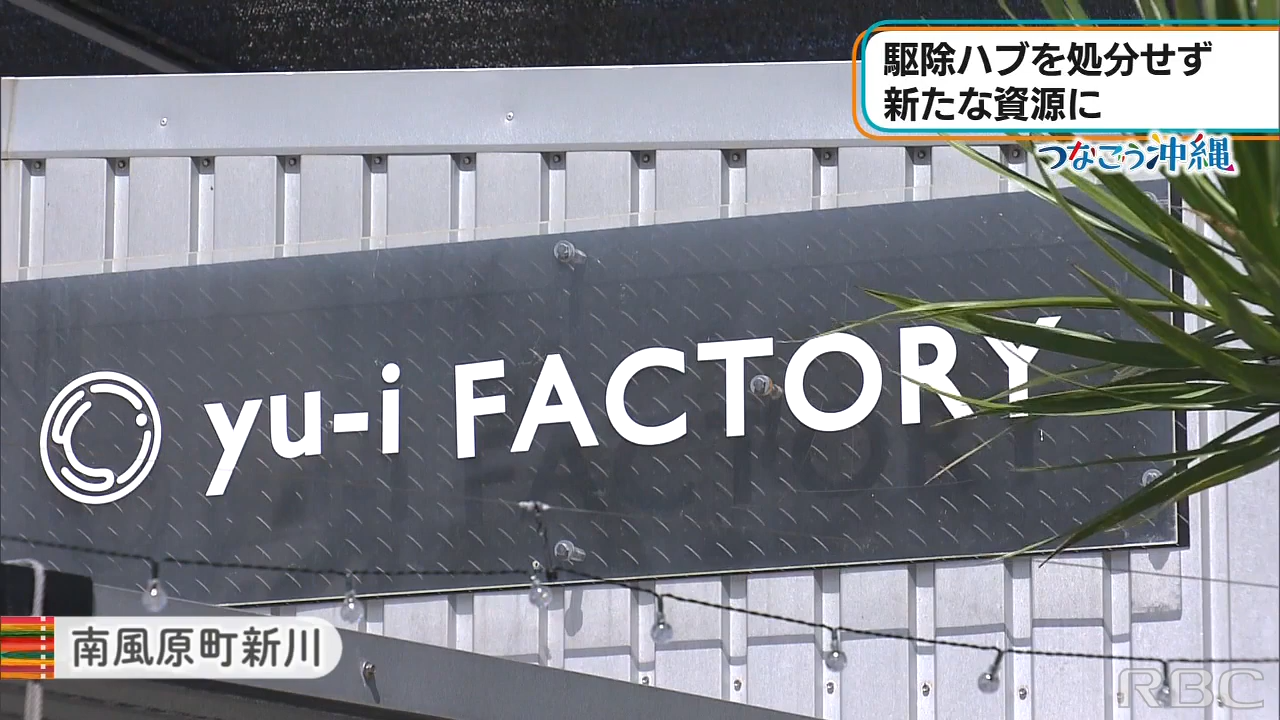 駆除ハブを処分せず
新たな資源に
つなごう沖縄
yu-i FACTORY
南風原町新川
RBC